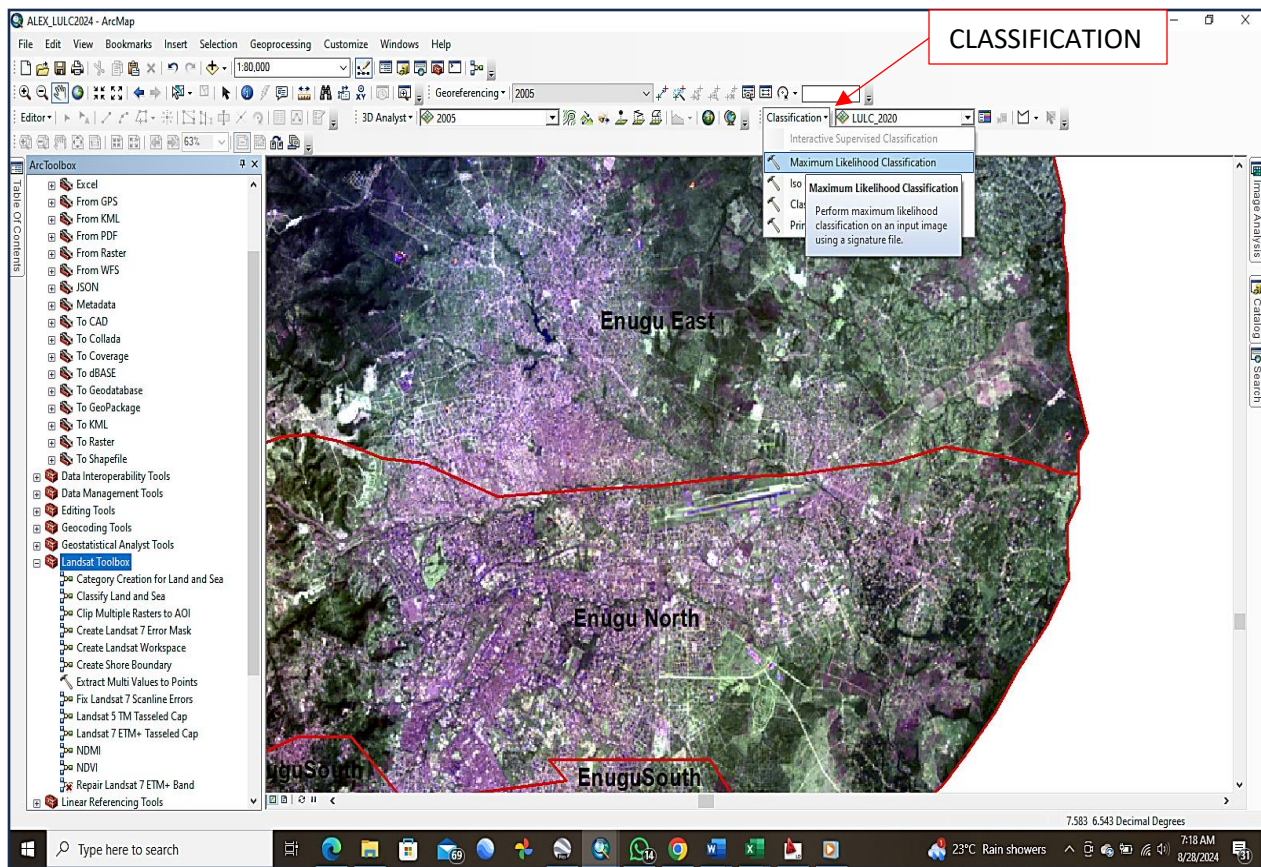 ALEX_LULC2024 - ArcMap
CLASSIFICATION
File Edit View Bookmarks Insert Selection Geoprocessing Customize Windows Help
1:80,000
Georeferencing 2005
Editor 3D Analyst 2005 Classification LULC_2020
63%
Interactive Supervised Classification
Maximum Likelihood Classification
Iso
Maximum Likelihood Classification
Perform maximum likelihood
classification on an input image
using a signature file.
Clas
Prin
ArcToolbox
Excel
From GPS
From KML
From PDF
From Raster
From WFS
JSON
Metadata
To CAD
To Collada
To Coverage
To dBASE
To Geodatabase
To GeoPackage
To KML
To Raster
To Shapefile
Data Interoperability Tools
Data Management Tools
Editing Tools
Geocoding Tools
Geostatistical Analyst Tools
Landsat Toolbox
Category Creation for Land and Sea
Classify Land and Sea
Clip Multiple Rasters to AOI
Create Landsat 7 Error Mask
Create Landsat Workspace
Create Shore Boundary
Extract Multi Values to Points
Fix Landsat 7 Scanline Errors
Landsat 5 TM Tasseled Cap
Landsat 7 ETM+ Tasseled Cap
NDMI
NDVI
Repair Landsat 7 ETM+ Band
Linear Referencing Tools
Table Of Contents
Enugu East
Enugu North
uguSouth
EnuguSouth
Image Analysis
Catalog
Search
7.583 6.543 Decimal Degrees
Type here to search
69
14
23°C Rain showers
7:18 AM
8/28/2024
31